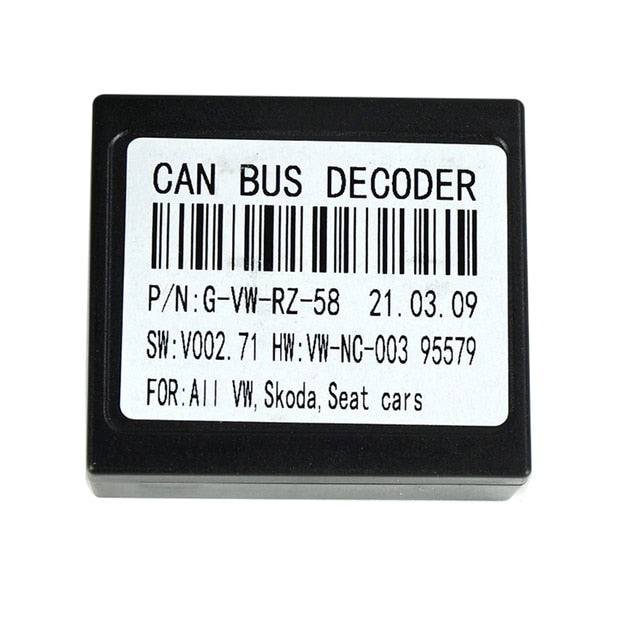 CAN BUS DECODER
P/N:G-VW-RZ-58 21.03.09
SW:V002.71 HW:VW-NC-003 95579
FOR:All VW,Skoda,Seat cars